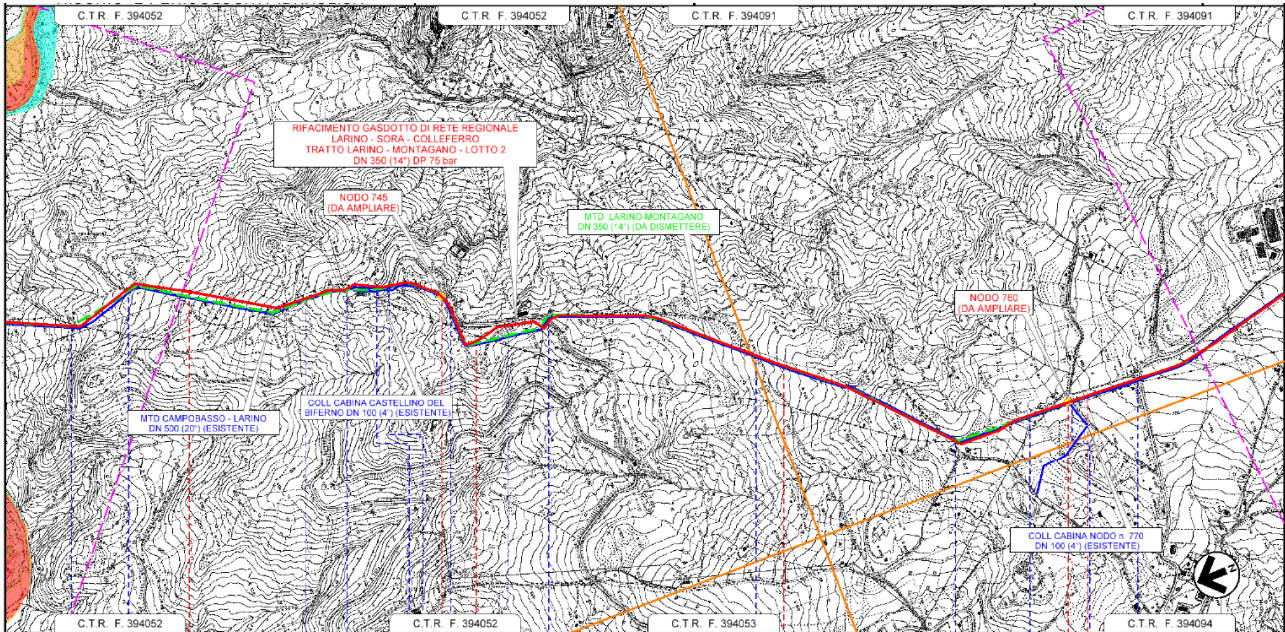 C.T.R. F. 394052
C.T.R. F. 394052
C.T.R. F. 394091
C.T.R. F. 394091
RIFACIMENTO GASDOTTO DI RETE REGIONALE
LARINO - SORA - COLLEFERRO
TRATTO LARINO - MONTAGANO - LOTTO 2
DN 350 (14") DP 75 bar
NODO 745
(DA AMPLIARE)
MTD LARINO-MONTAGANO
DN 350 (14") (DA DISMETTERE)
NODO 760
(DA AMPLIARE)
MTD CAMPOBASSO - LARINO
DN 500 (20") (ESISTENTE)
COLL CABINA CASTELLINO DEL
BIFERNO DN 100 (4") (ESISTENTE)
COLL CABINA NODO n. 770
DN 100 (4") (ESISTENTE)
N
C.T.R. F. 394052
C.T.R. F. 394052
C.T.R. F. 394053
C.T.R. F. 394094